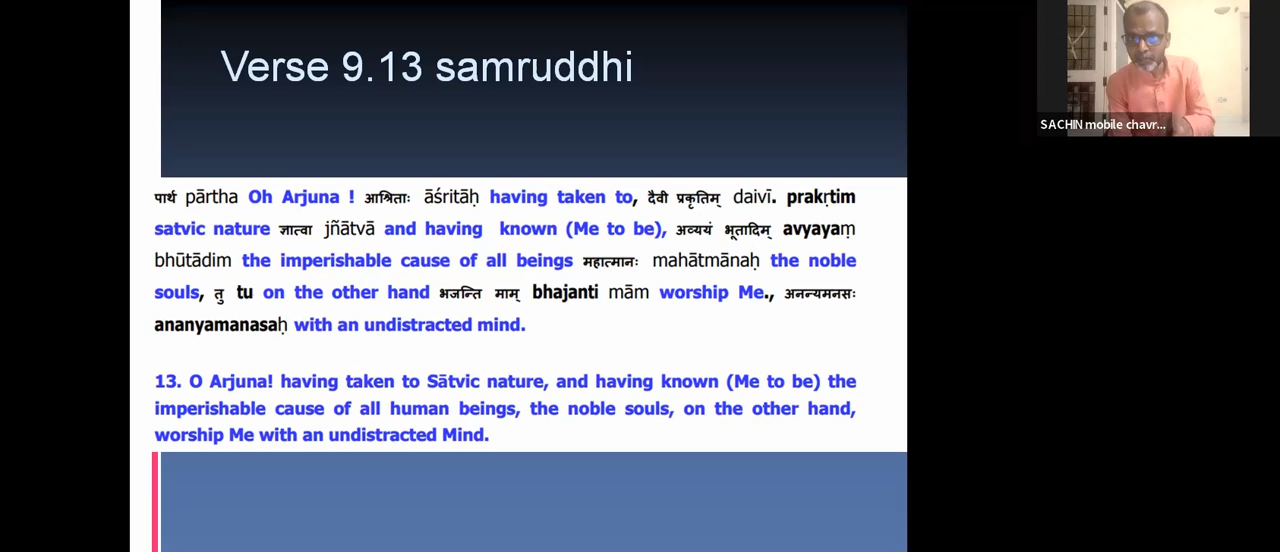 Verse 9.13 samruddhi
SACHIN mobile chavr...
पार्थ pārtha Oh Arjuna ! आश्रिताः āśritāḥ having taken to, दैवी प्रकृतिम् daivī. prakṛtim
satvic nature ज्ञात्वा jñātvā and having known (Me to be), अव्ययं भूतादिम् avyayaṃ
bhūtādim the imperishable cause of all beings महात्मानः mahātmānaḥ the noble
souls, तु tu on the other hand भजन्ति माम् bhajanti mām worship Me., अनन्यमनसः
ananyamanasaḥ with an undistracted mind.
13. O Arjuna! having taken to Sātvic nature, and having known (Me to be) the
imperishable cause of all human beings, the noble souls, on the other hand,
worship Me with an undistracted Mind.